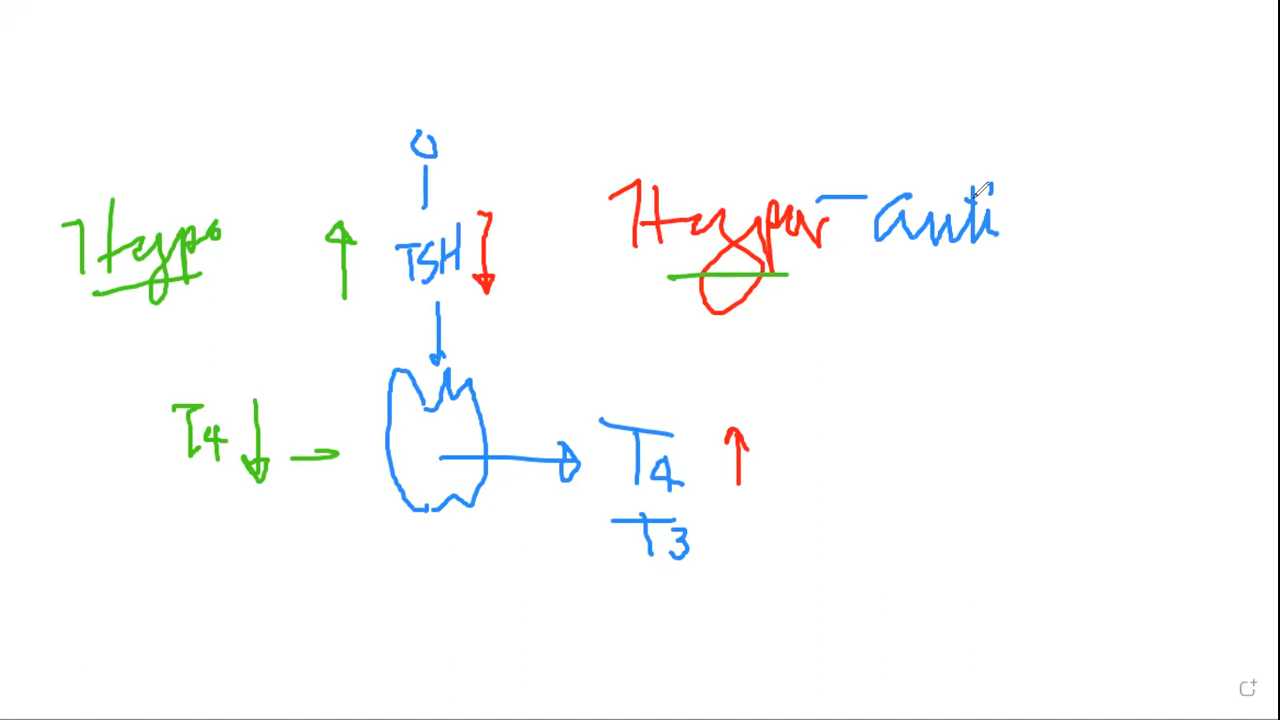 Hypo ↑ TSH ↓ Hyper - anti
T4 ↓ → T4 ↑
T3